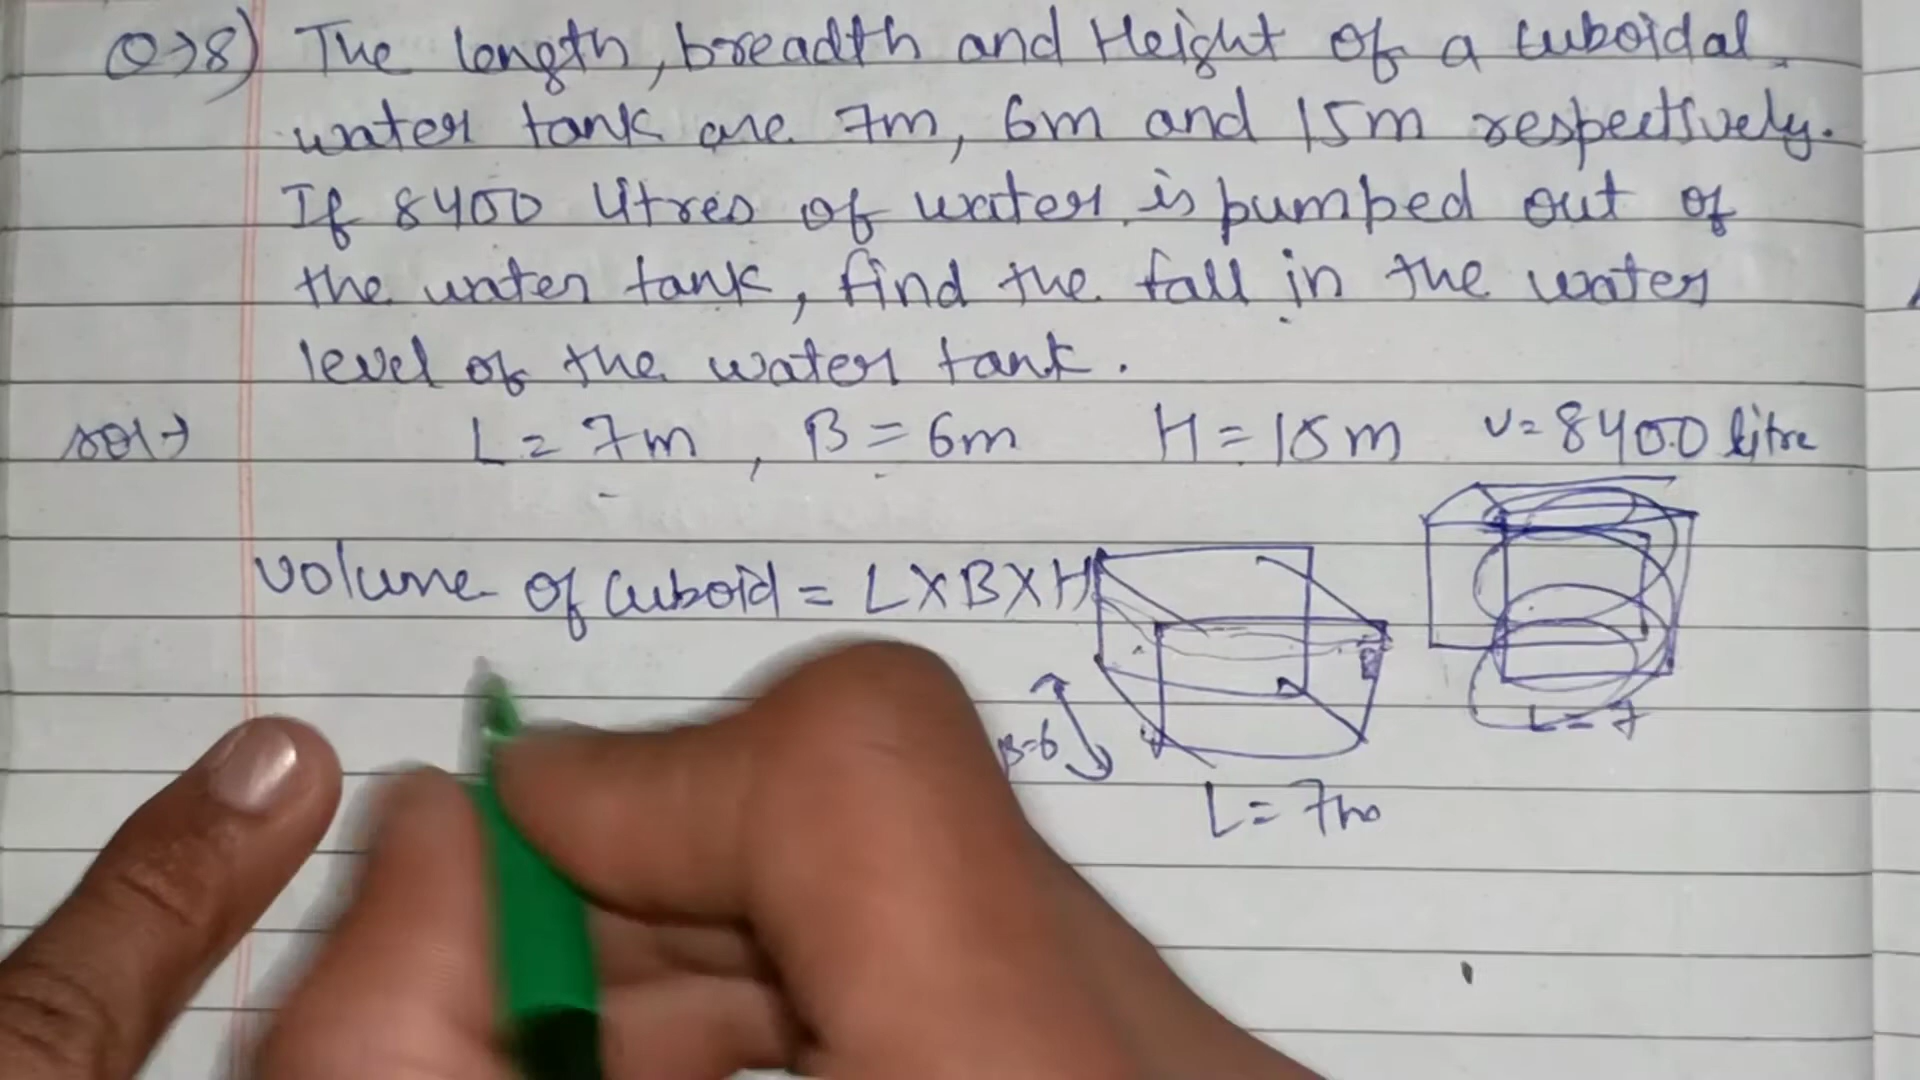 Q→8) The length, breadth and Height of a cuboidal
water tank are 7m, 6m and 15m respectively.
If 8400 litres of water is pumped out of
the water tank, find the fall in the water
level of the water tank.
sol→ L = 7m, B = 6m H = 15m V = 8400 litre
volume of cuboid = L×B×H
L = 7
B=6
L = 7m